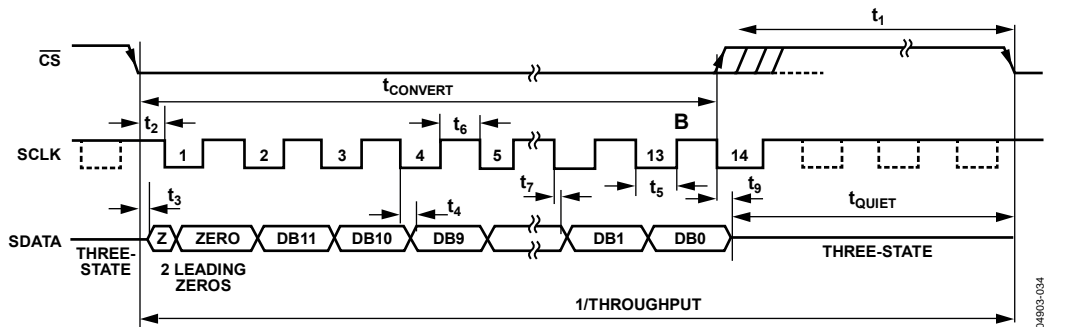 t1
CS
tCONVERT
t2
t6
B
SCLK
1
2
3
4
5
13
14
t3
t4
t7
t5
t9
tQUIET
SDATA
Z
ZERO
DB11
DB10
DB9
DB1
DB0
THREE-
STATE
2 LEADING
ZEROS
THREE-STATE
1/THROUGHPUT
04903-034